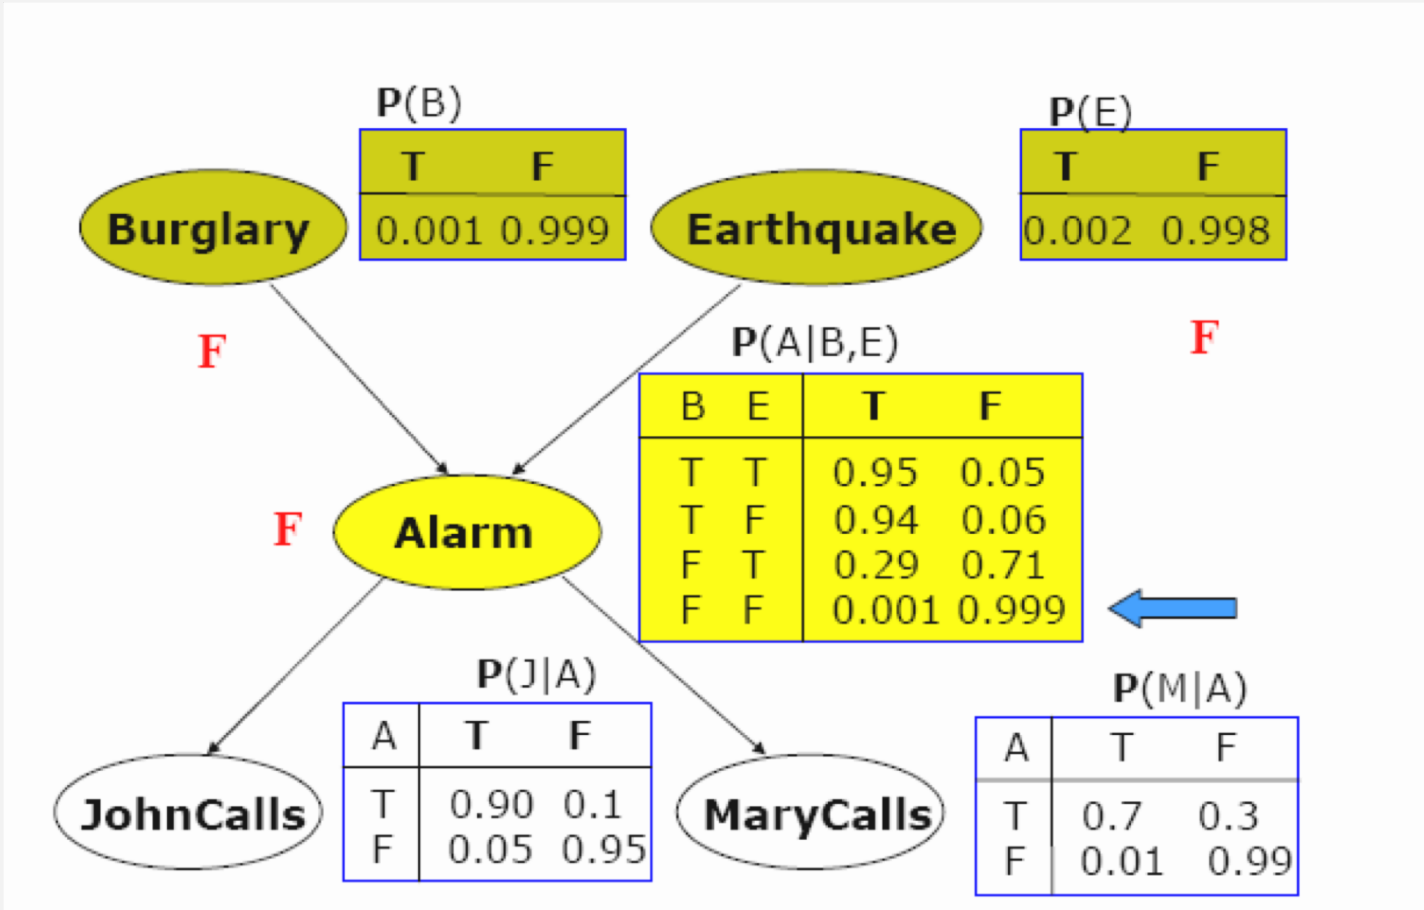 P(B)
T F
0.001 0.999
P(E)
T F
0.002 0.998
Burglary
Earthquake
F
F
P(A|B,E)
B E T F
T T 0.95 0.05
T F 0.94 0.06
F T 0.29 0.71
F F 0.001 0.999
F
Alarm
P(J|A)
A T F
T 0.90 0.1
F 0.05 0.95
P(M|A)
A T F
T 0.7 0.3
F 0.01 0.99
JohnCalls
MaryCalls